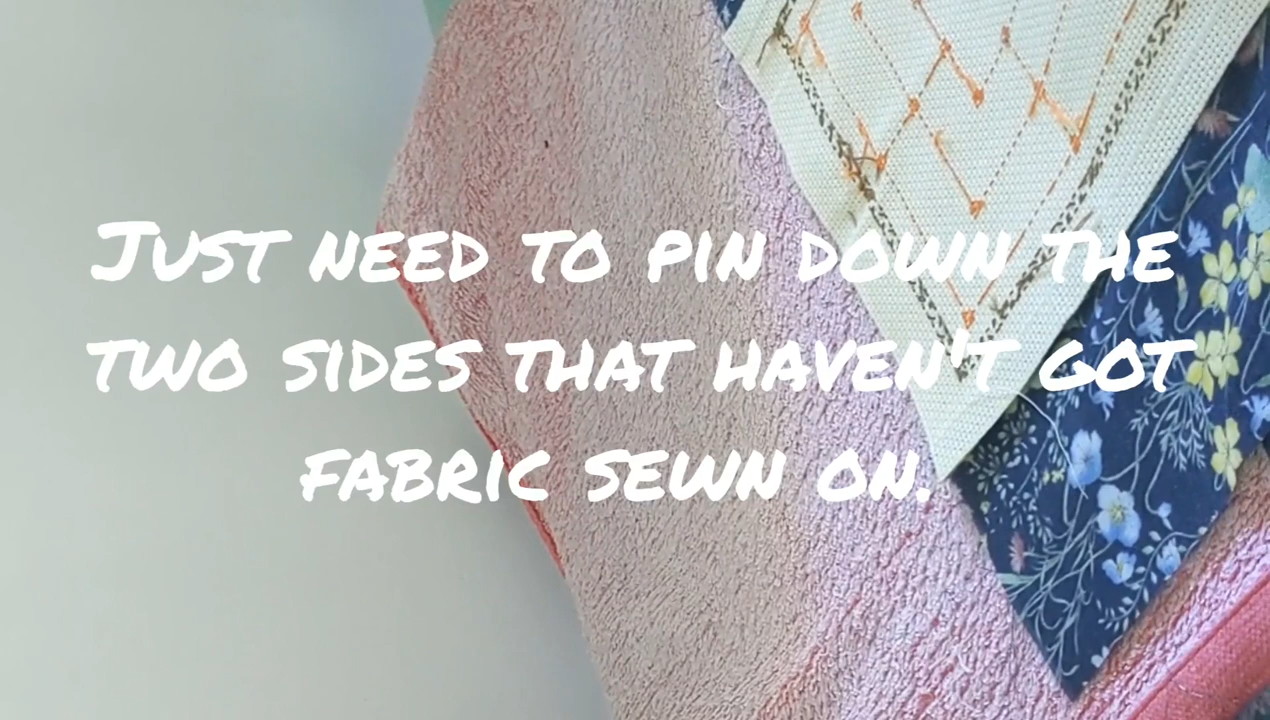 Just need to pin down the
two sides that haven't got
fabric sewn on.